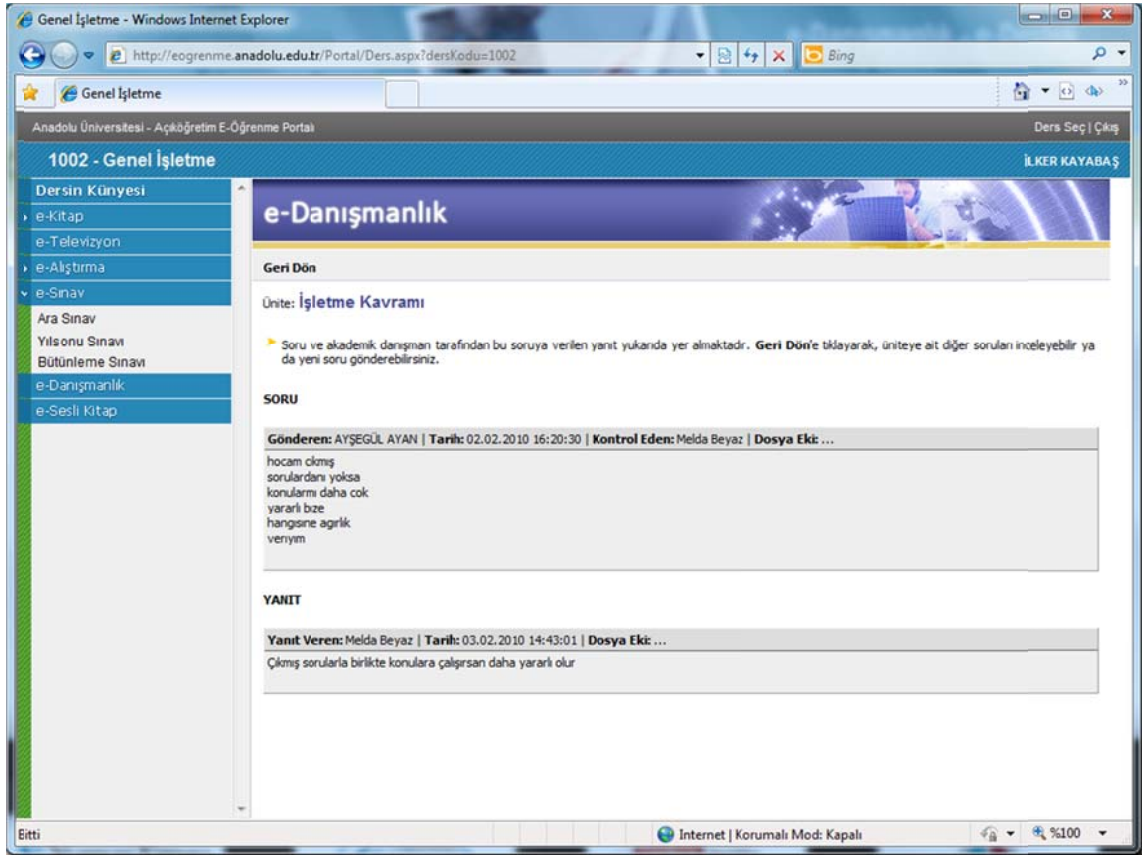 Genel İşletme - Windows Internet Explorer
http://eogrenme.anadolu.edu.tr/Portal/Ders.aspx?dersKodu=1002
Bing
Genel İşletme
Anadolu Üniversitesi - Açıköğretim E-Öğrenme Portalı
Ders Seç | Çıkış
1002 - Genel İşletme
İLKER KAYABAŞ
Dersin Künyesi
e-Kitap
e-Televizyon
e-Alıştırma
e-Sınav
Ara Sınav
Yılsonu Sınavı
Bütünleme Sınavı
e-Danışmanlık
e-Sesli Kitap
e-Danışmanlık
Geri Dön
Ünite: İşletme Kavramı
Soru ve akademik danışman tarafından bu soruya verilen yanıt yukarıda yer almaktadır. Geri Dön'e tıklayarak, üniteye ait diğer soruları inceleyebilir ya
da yeni soru gönderebilirsiniz.
SORU
Gönderen: AYŞEGÜL AYAN | Tarih: 02.02.2010 16:20:30 | Kontrol Eden: Melda Beyaz | Dosya Eki: ...
hocam cıkmış
sorulardanı yoksa
konularmı daha cok
yararlı bıze
hangısıne agırlık
verıyım
YANIT
Yanıt Veren: Melda Beyaz | Tarih: 03.02.2010 14:43:01 | Dosya Eki: ...
Çıkmış sorularla birlikte konulara çalışırsan daha yararlı olur
Bitti
Internet | Korumalı Mod: Kapalı
%100